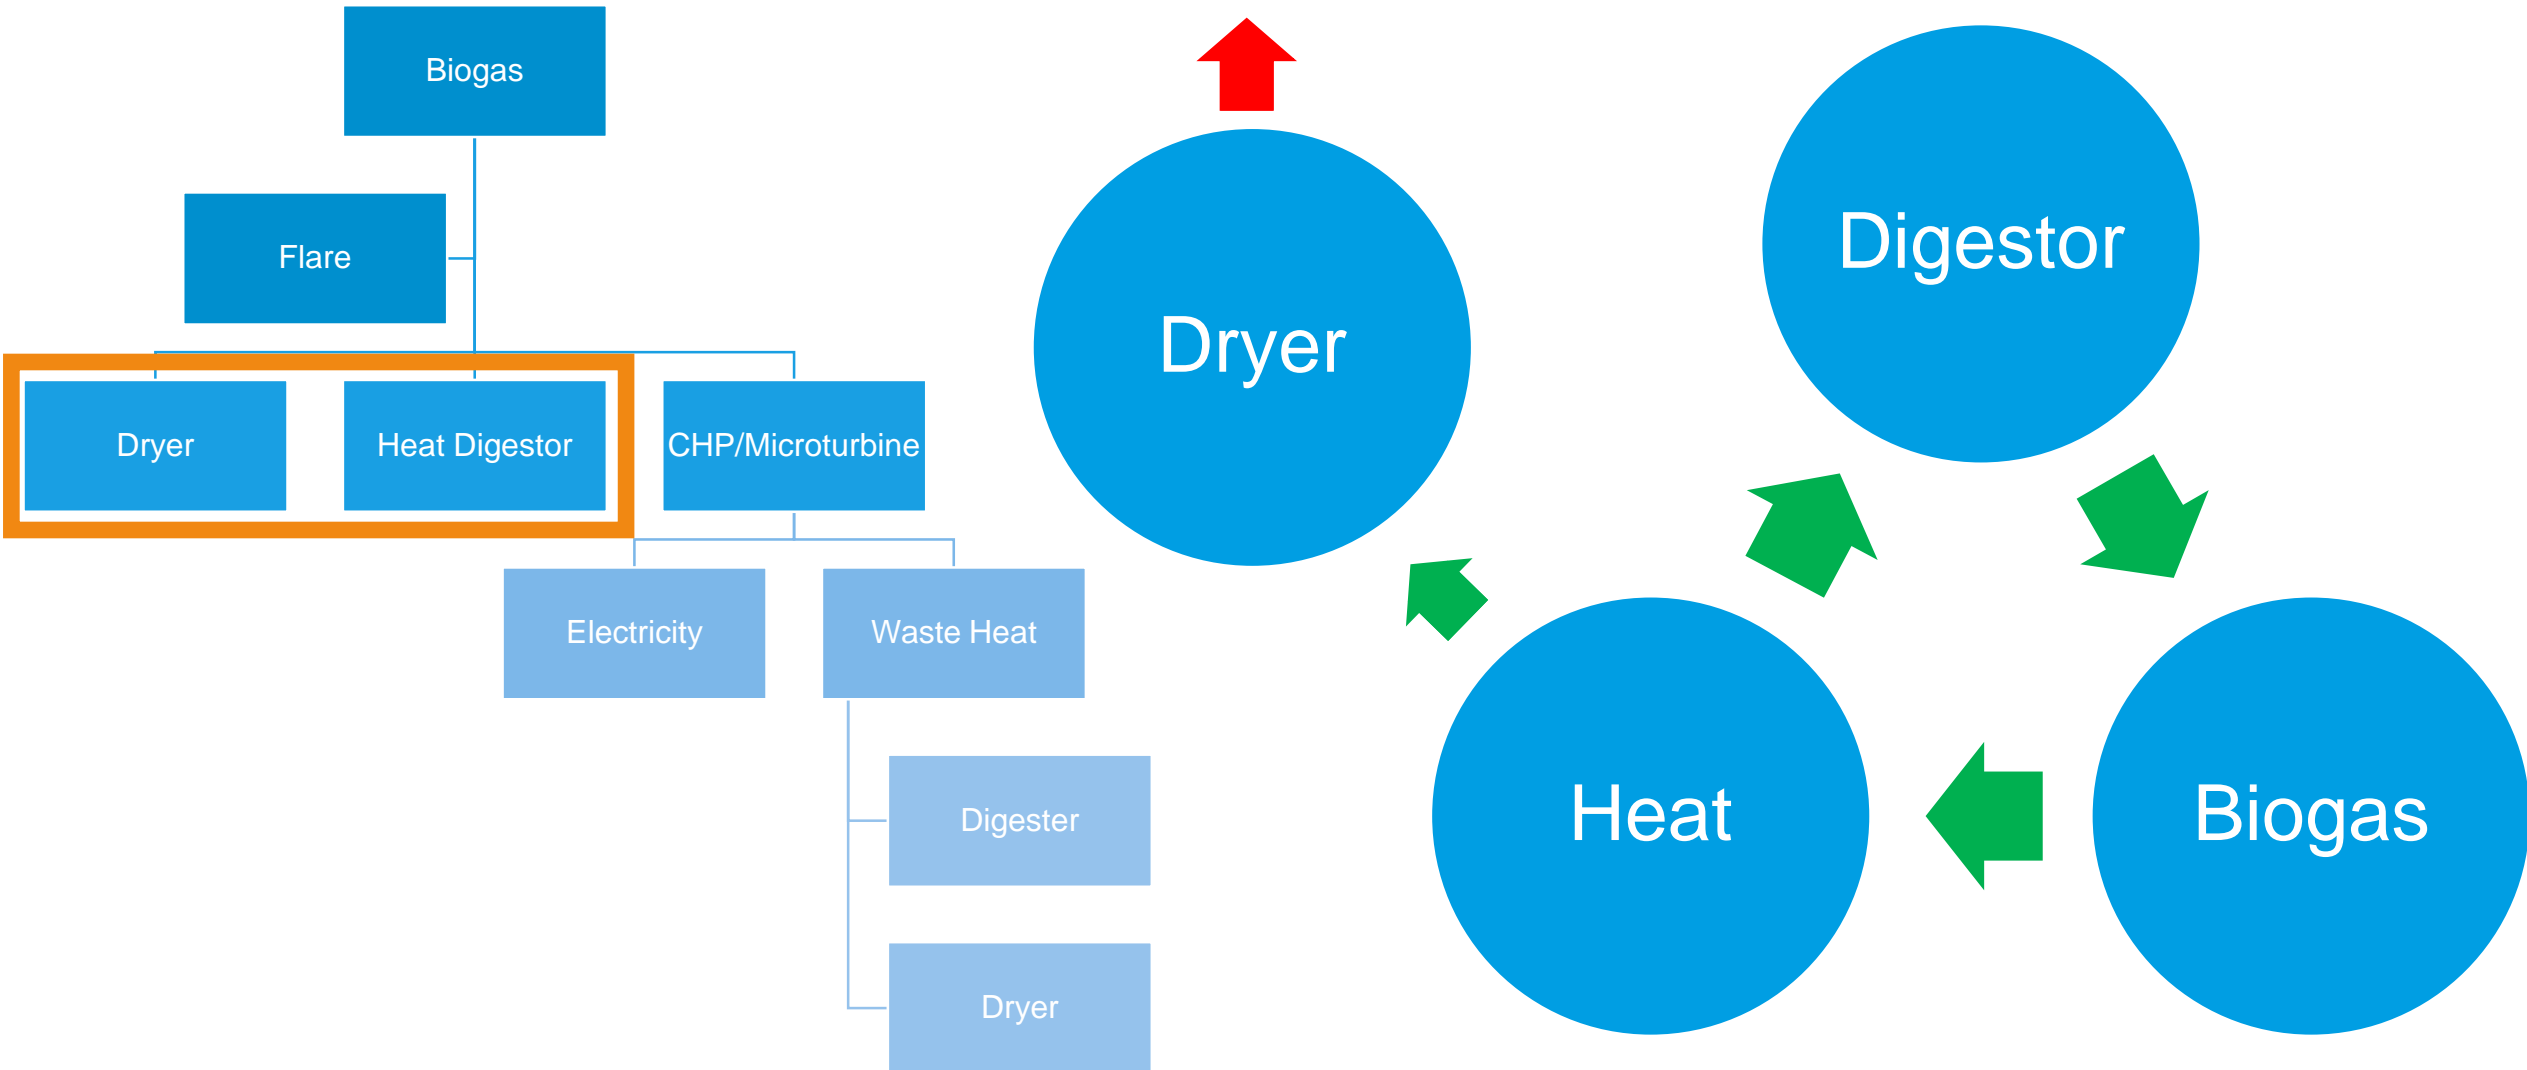 Biogas
Flare
Dryer
Heat Digestor
CHP/Microturbine
Electricity
Waste Heat
Digester
Dryer
Dryer
Digestor
Heat
Biogas